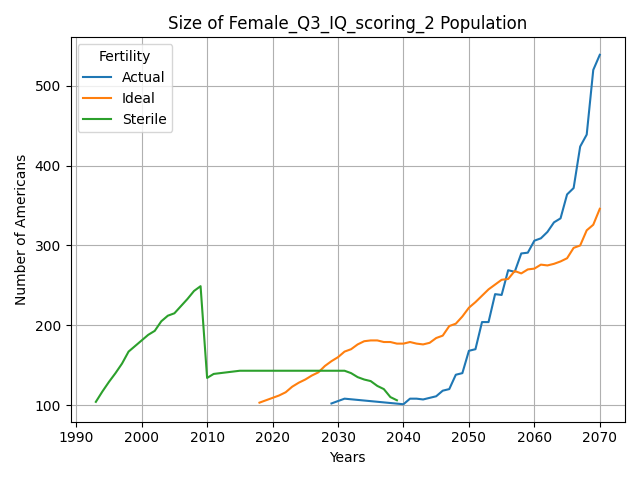 Size of Female_Q3_IQ_scoring_2 Population
Fertility
Actual
Ideal
Sterile
Number of Americans
500
400
300
200
100
1990
2000
2010
2020
2030
2040
2050
2060
2070
Years